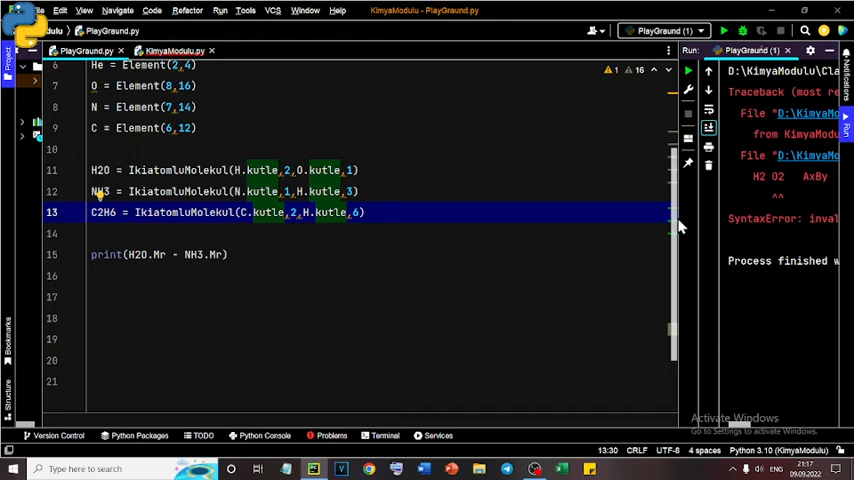 File Edit View Navigate Code Refactor Run Tools VCS Window Help KimyaModulu - PlayGraund.py
dulu PlayGraund.py PlayGround (1)
PlayGraund.py KimyaModulu.py Run: PlayGround (1)
Project
Notifications
Run
Bookmarks
Structure
1 16
6 He = Element(2,4)
7 O = Element(8,16)
8 N = Element(7,14)
9 C = Element(6,12)
10
11 H2O = IkiatomluMolekul(H.kutle,2,O.kutle,1)
12 NH3 = IkiatomluMolekul(N.kutle,1,H.kutle,3)
13 C2H6 = IkiatomluMolekul(C.kutle,2,H.kutle,6)
14
15 print(H2O.Mr - NH3.Mr)
16
17
18
19
20
21
D:\KimyaModulu\Cla
Traceback (most re
File "D:\KimyaModu
from KimyaModu
File "D:\KimyaModu
H2 O2 AxBy
^^
SyntaxError: inval
Process finished w
Activate Windows
Go to Settings to activate Windows.
Version Control Python Packages TODO Python Console Problems Terminal Services
13:30 CRLF UTF-8 4 spaces Python 3.10 (KimyaModulu)
Type here to search
21:17
09.09.2022